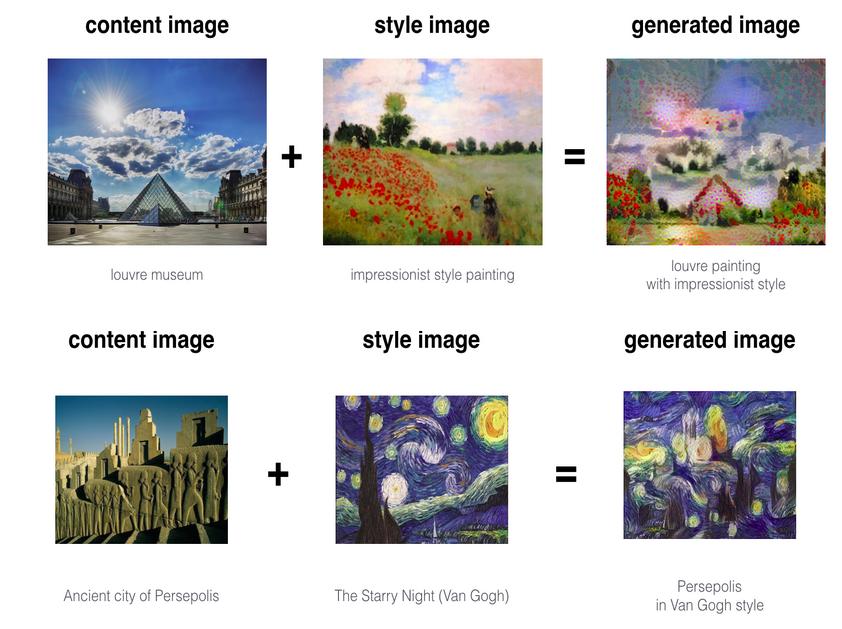 content image
style image
generated image
+
=
louvre museum
impressionist style painting
louvre painting
with impressionist style
content image
style image
generated image
+
=
Ancient city of Persepolis
The Starry Night (Van Gogh)
Persepolis
in Van Gogh style